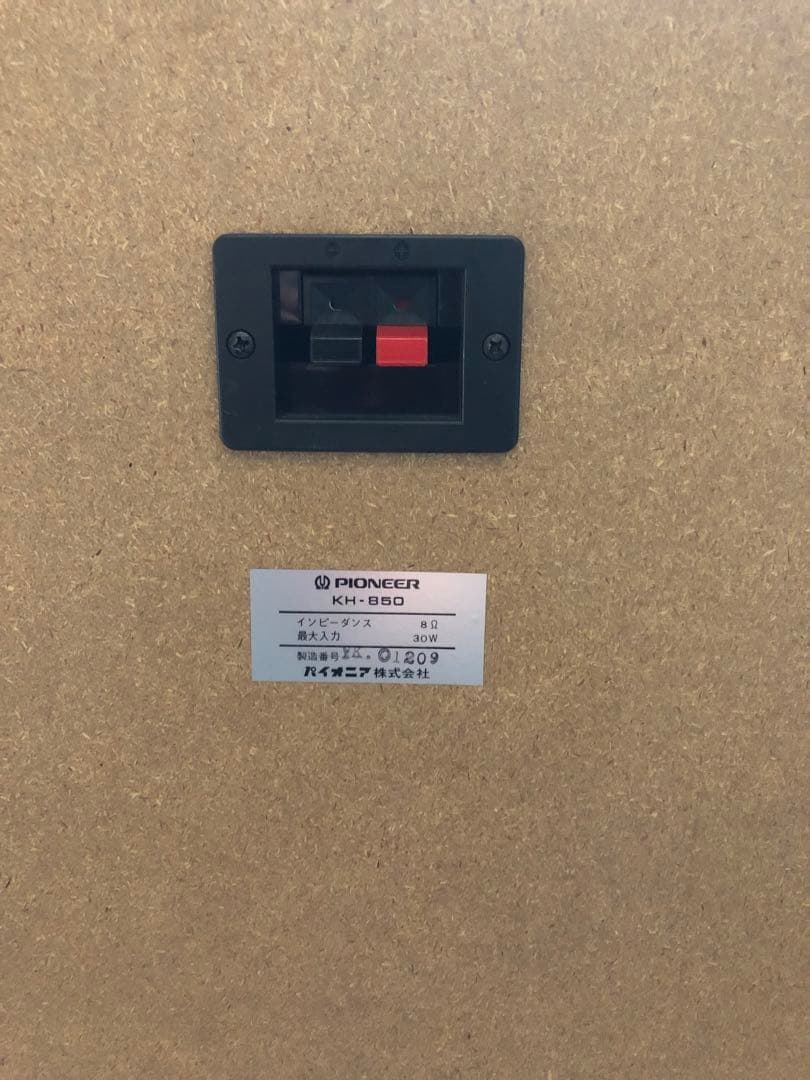 ⊖ ⊕
PIONEER
KH-850
インピーダンス 8Ω
最大入力 30W
製造番号 YK. 01209
パイオニア株式会社